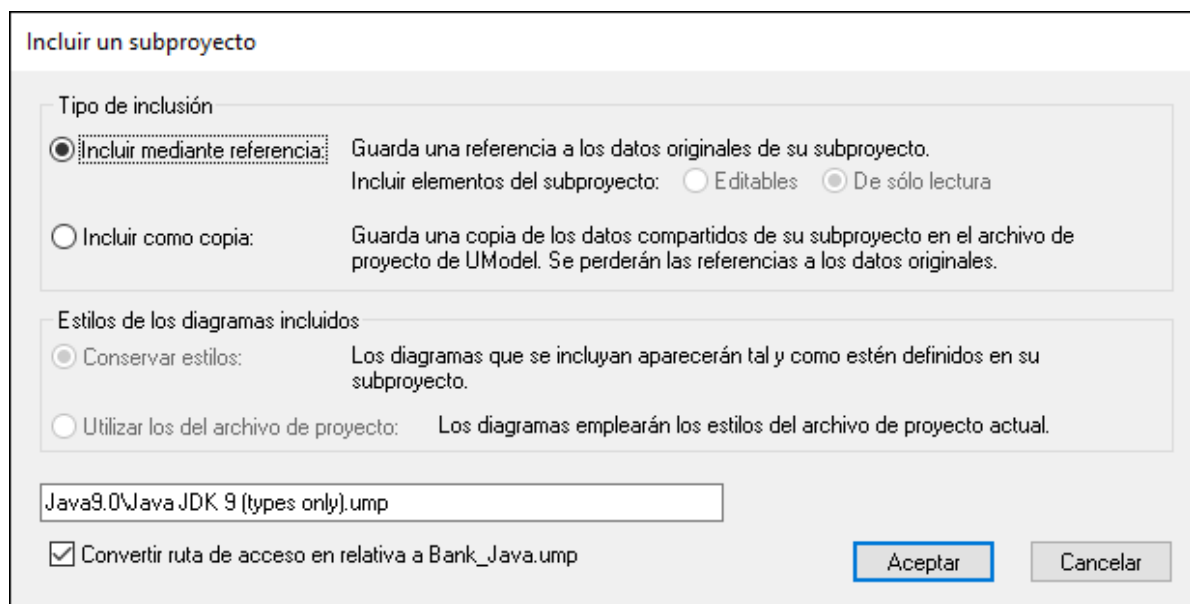 Incluir un subproyecto
Tipo de inclusión
Incluir mediante referencia: Guarda una referencia a los datos originales de su subproyecto.
Incluir elementos del subproyecto: Editables De sólo lectura
Incluir como copia: Guarda una copia de los datos compartidos de su subproyecto en el archivo de
proyecto de UModel. Se perderán las referencias a los datos originales.
Estilos de los diagramas incluidos
Conservar estilos: Los diagramas que se incluyan aparecerán tal y como estén definidos en su
subproyecto.
Utilizar los del archivo de proyecto: Los diagramas emplearán los estilos del archivo de proyecto actual.
Java9.0\Java JDK 9 (types only).ump
Convertir ruta de acceso en relativa a Bank_Java.ump
Aceptar Cancelar